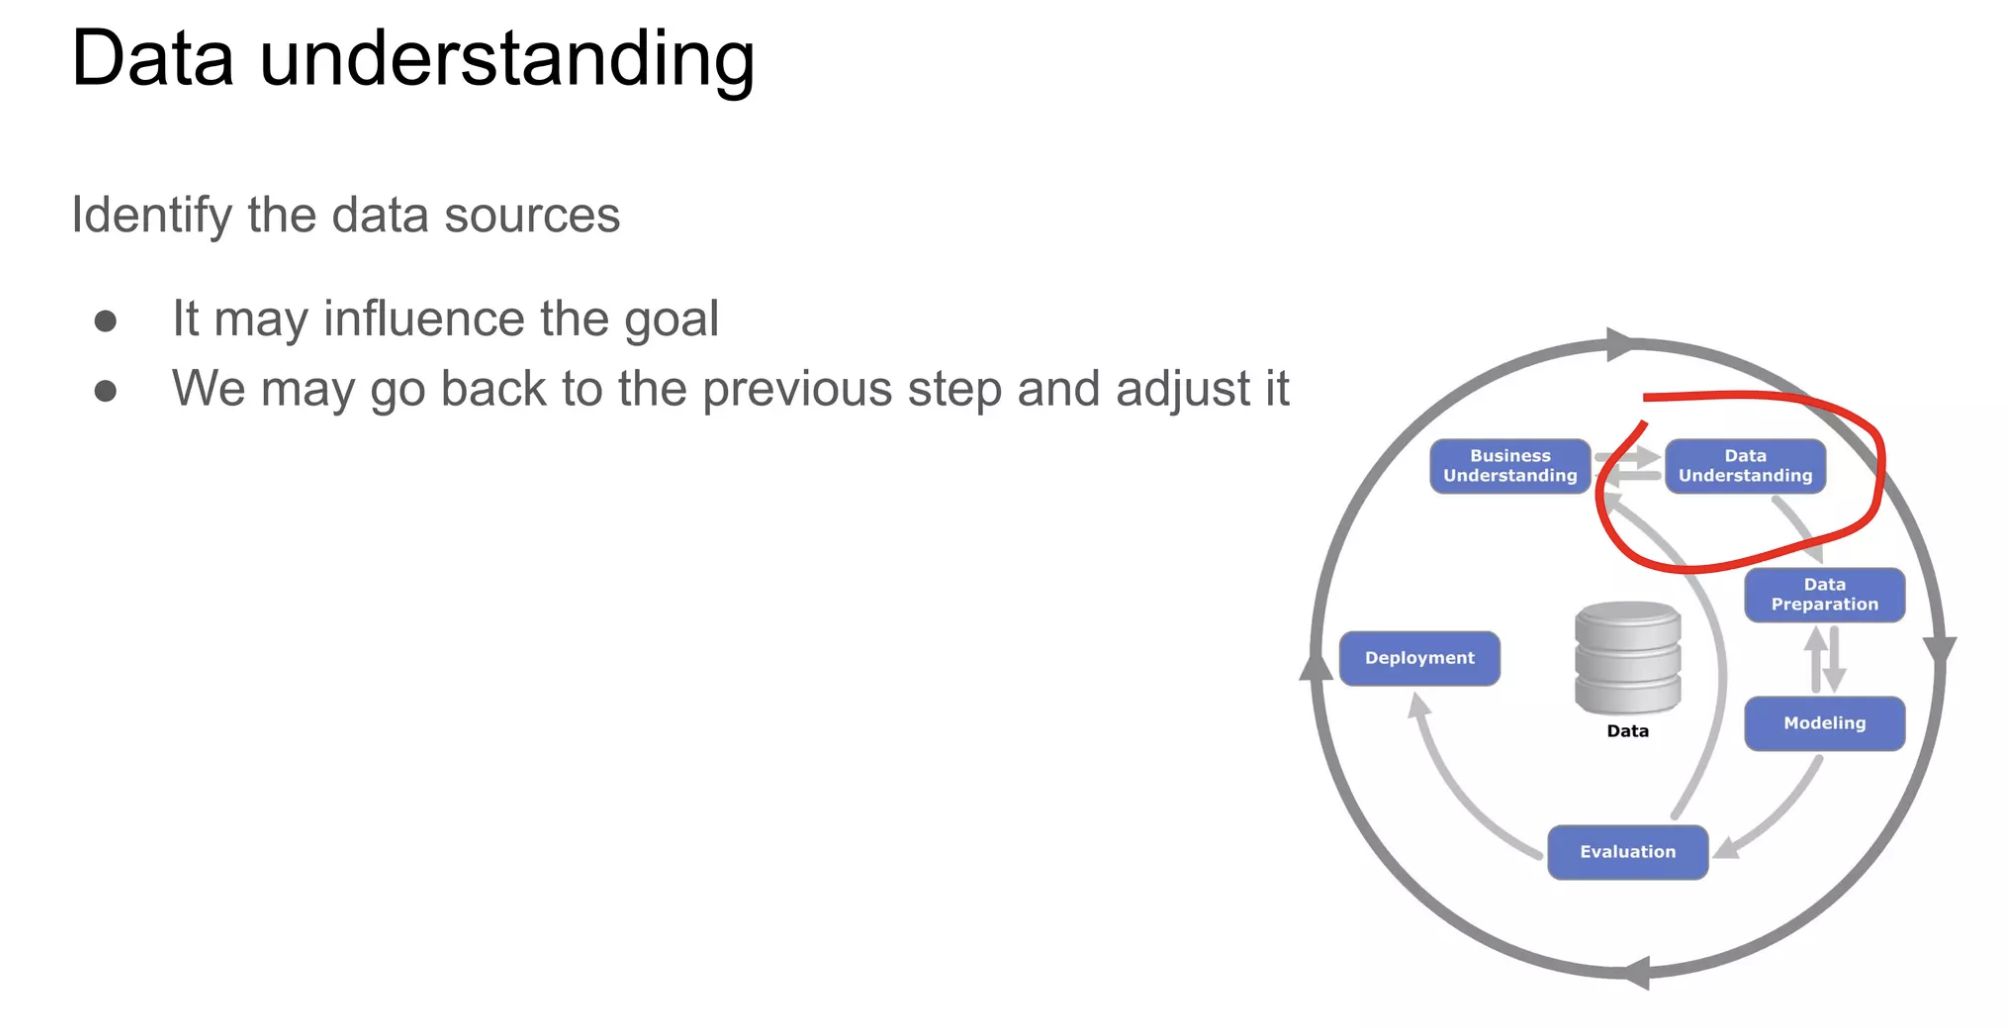 Data understanding
Identify the data sources
● It may influence the goal
● We may go back to the previous step and adjust it
Business
Understanding
Data
Understanding
Data
Preparation
Deployment
Data
Modeling
Evaluation